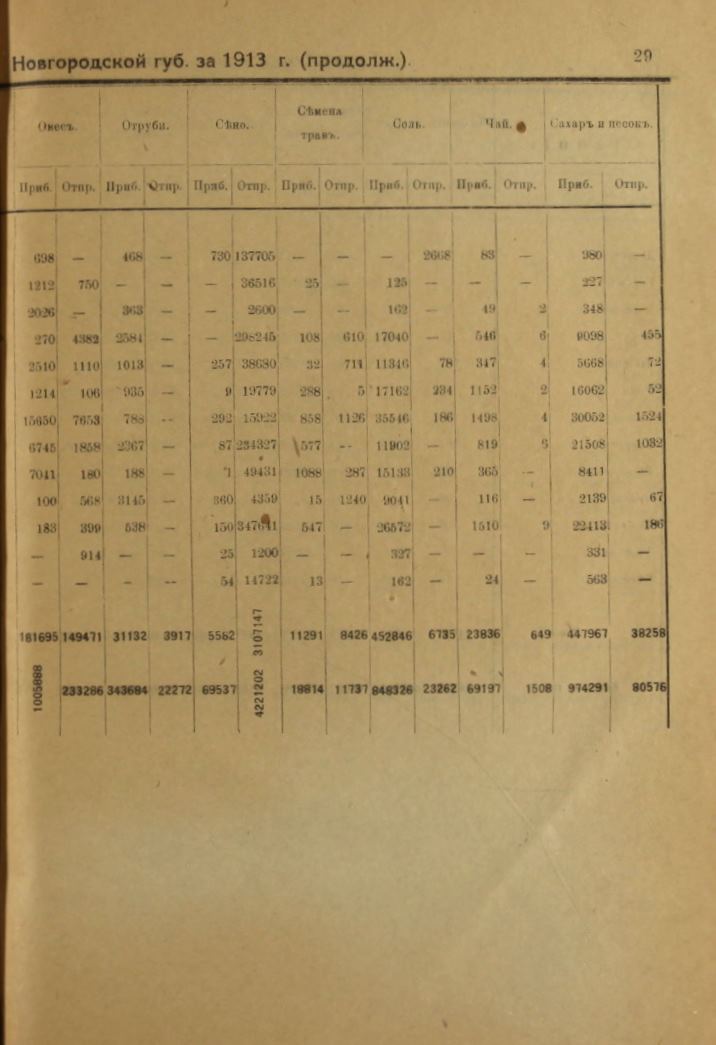 Новгородской губ. за 1913 г. (продолж.).
29
Овесъ. Отруби. Сѣно. Сѣмена травъ. Соль. Чай. Сахаръ и песокъ.
Приб. Отпр. Приб. Отпр. Приб. Отпр. Приб. Отпр. Приб. Отпр. Приб. Отпр. Приб. Отпр.
698 — 468 — 730 137705 — — — 2668 83 — 980 —
1212 750 — — — 36516 25 — 125 — — — 227 —
2026 — 363 — — 2600 — — 162 — 49 2 348 —
270 4382 2584 — — 298245 108 610 17040 — 546 6 9098 455
2510 1110 1013 — 257 38630 32 711 11346 78 347 4 5668 72
1214 106 935 — 9 19779 288 5 17162 234 1152 2 16062 52
15650 7653 788 -- 292 15922 858 1126 35546 186 1498 4 30052 1524
6745 1858 2367 — 87 234327 577 -- 11902 — 819 21508 1032
7041 180 188 — 49431 1088 287 15133 210 365 — 8411 —
100 568 3145 — 360 4359 15 1240 9041 — 116 — 2139 67
183 399 538 — 150 547 — 26572 — 1510 9 22413 186
— 914 — — 25 1200 — — 327 — — — 331 —
— — — -- 54 14722 13 — 162 — 24 — 563 —
181695 149471 31132 3917 5562 3107147 11291 8426 452846 6735 23836 649 447967 38258
1005888 233286 343684 22272 69537 4221202 18814 11737 848326 23262 69197 1508 974291 80576